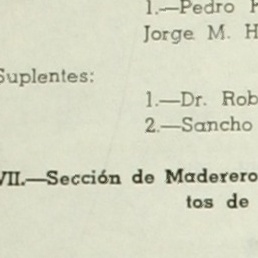 1.—Pedro
Jorge M. H
Suplentes:
1.—Dr. Rob
2.—Sancho
VII.—Sección de Maderero
tos de